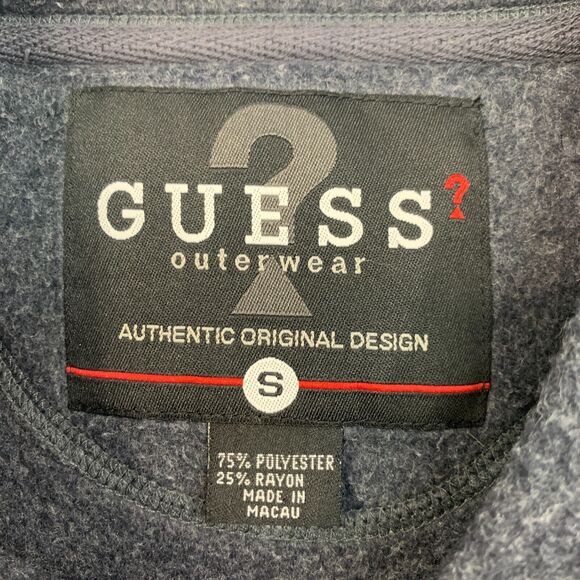 GUESS?
outerwear
AUTHENTIC ORIGINAL DESIGN
S
75% POLYESTER
25% RAYON
MADE IN
MACAU